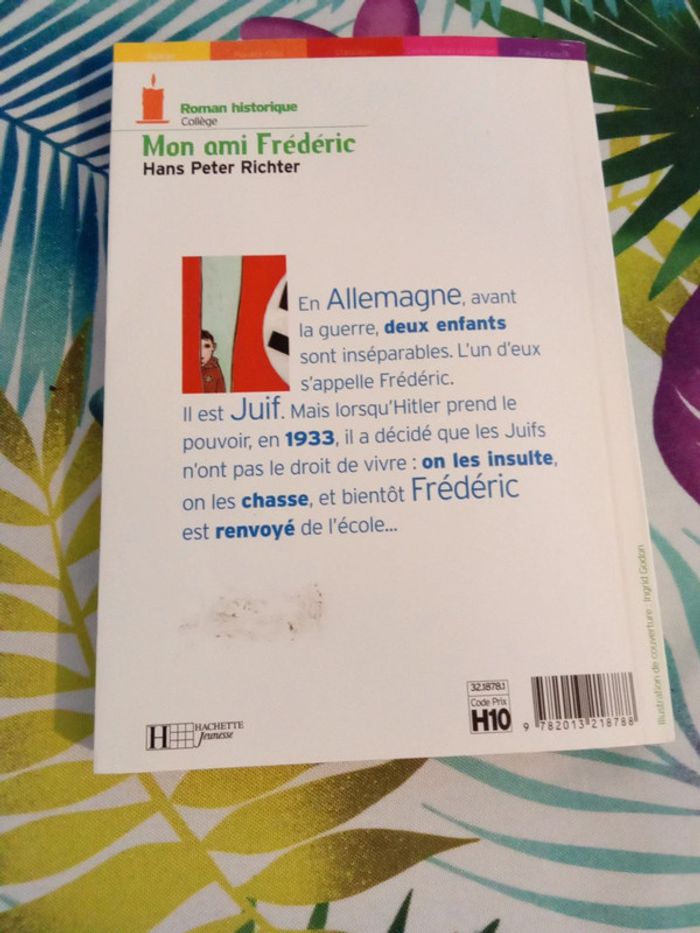 Roman historique
Collège
Mon ami Frédéric
Hans Peter Richter
En Allemagne, avant
la guerre, deux enfants
sont inséparables. L'un d'eux
s'appelle Frédéric.
Il est Juif. Mais lorsqu'Hitler prend le
pouvoir, en 1933, il a décidé que les Juifs
n'ont pas le droit de vivre : on les insulte,
on les chasse, et bientôt Frédéric
est renvoyé de l'école...
Illustration de couverture : Ingrid Godon
32.1878.1
Code Prix
H10
9 782013 218788
H HACHETTE
Jeunesse